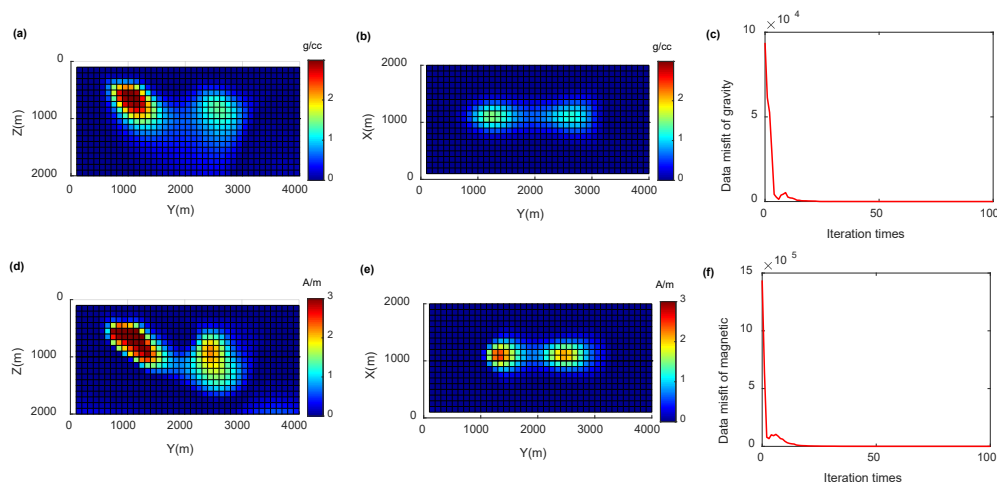 (a)
g/cc
0
1000
2000
Z(m)
0
1000
2000
3000
4000
Y(m)
2
1
0
(b)
g/cc
2000
1000
0
X(m)
0
1000
2000
3000
4000
Y(m)
2
1
0
(c)
× 10 4
10
5
0
Data misfit of gravity
0
50
100
Iteration times
(d)
A/m
0
1000
2000
Z(m)
0
1000
2000
3000
4000
Y(m)
3
2
1
0
(e)
A/m
2000
1000
0
X(m)
0
1000
2000
3000
4000
Y(m)
3
2
1
0
(f)
× 10 5
15
10
5
0
Data misfit of magnetic
0
50
100
Iteration times